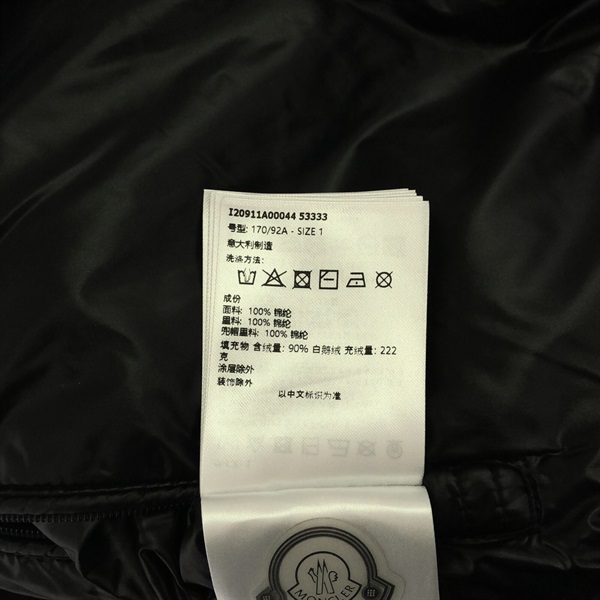 I20911A00044 53333
号型: 170/92A - SIZE 1
意大利制造
洗涤方法:
成份
面料: 100% 锦纶
里料: 100% 锦纶
兜帽里料: 100% 锦纶
填充物 含绒量: 90% 白鹅绒 充绒量: 222
克
涂层除外
装饰除外
以中文标识为准
MONCLER